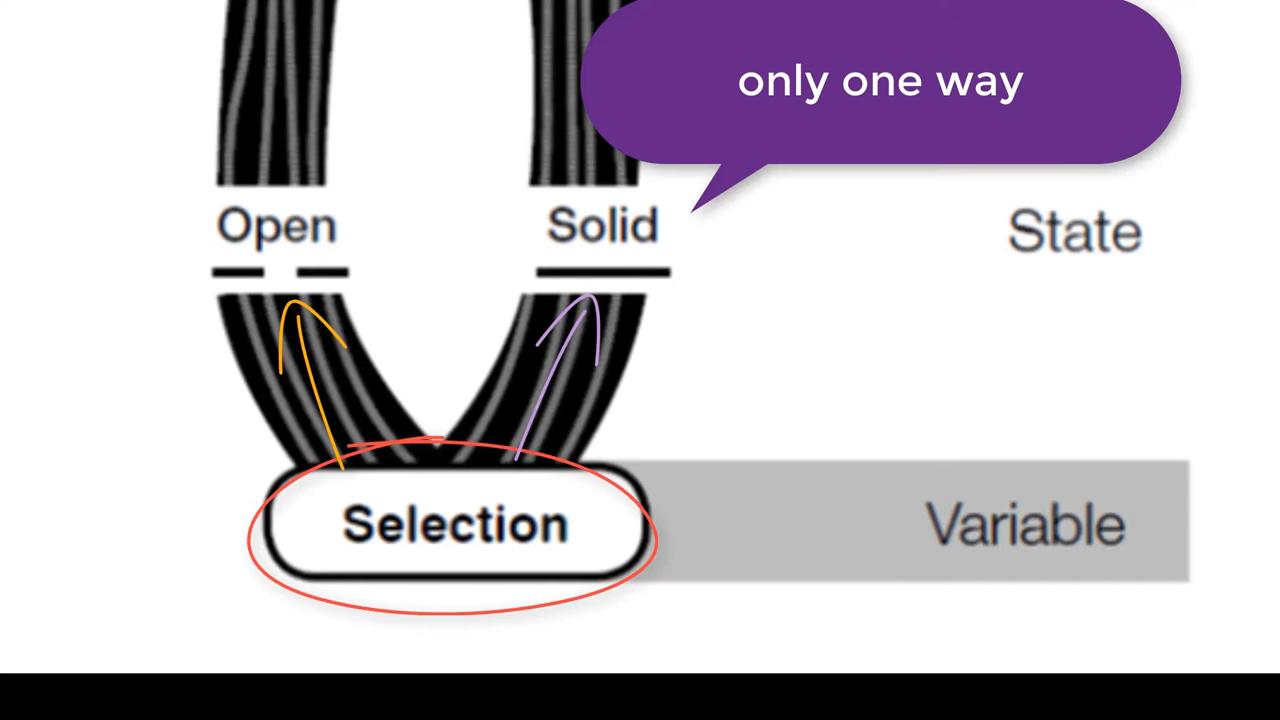 only one way
Open
Solid
State
Selection
Variable